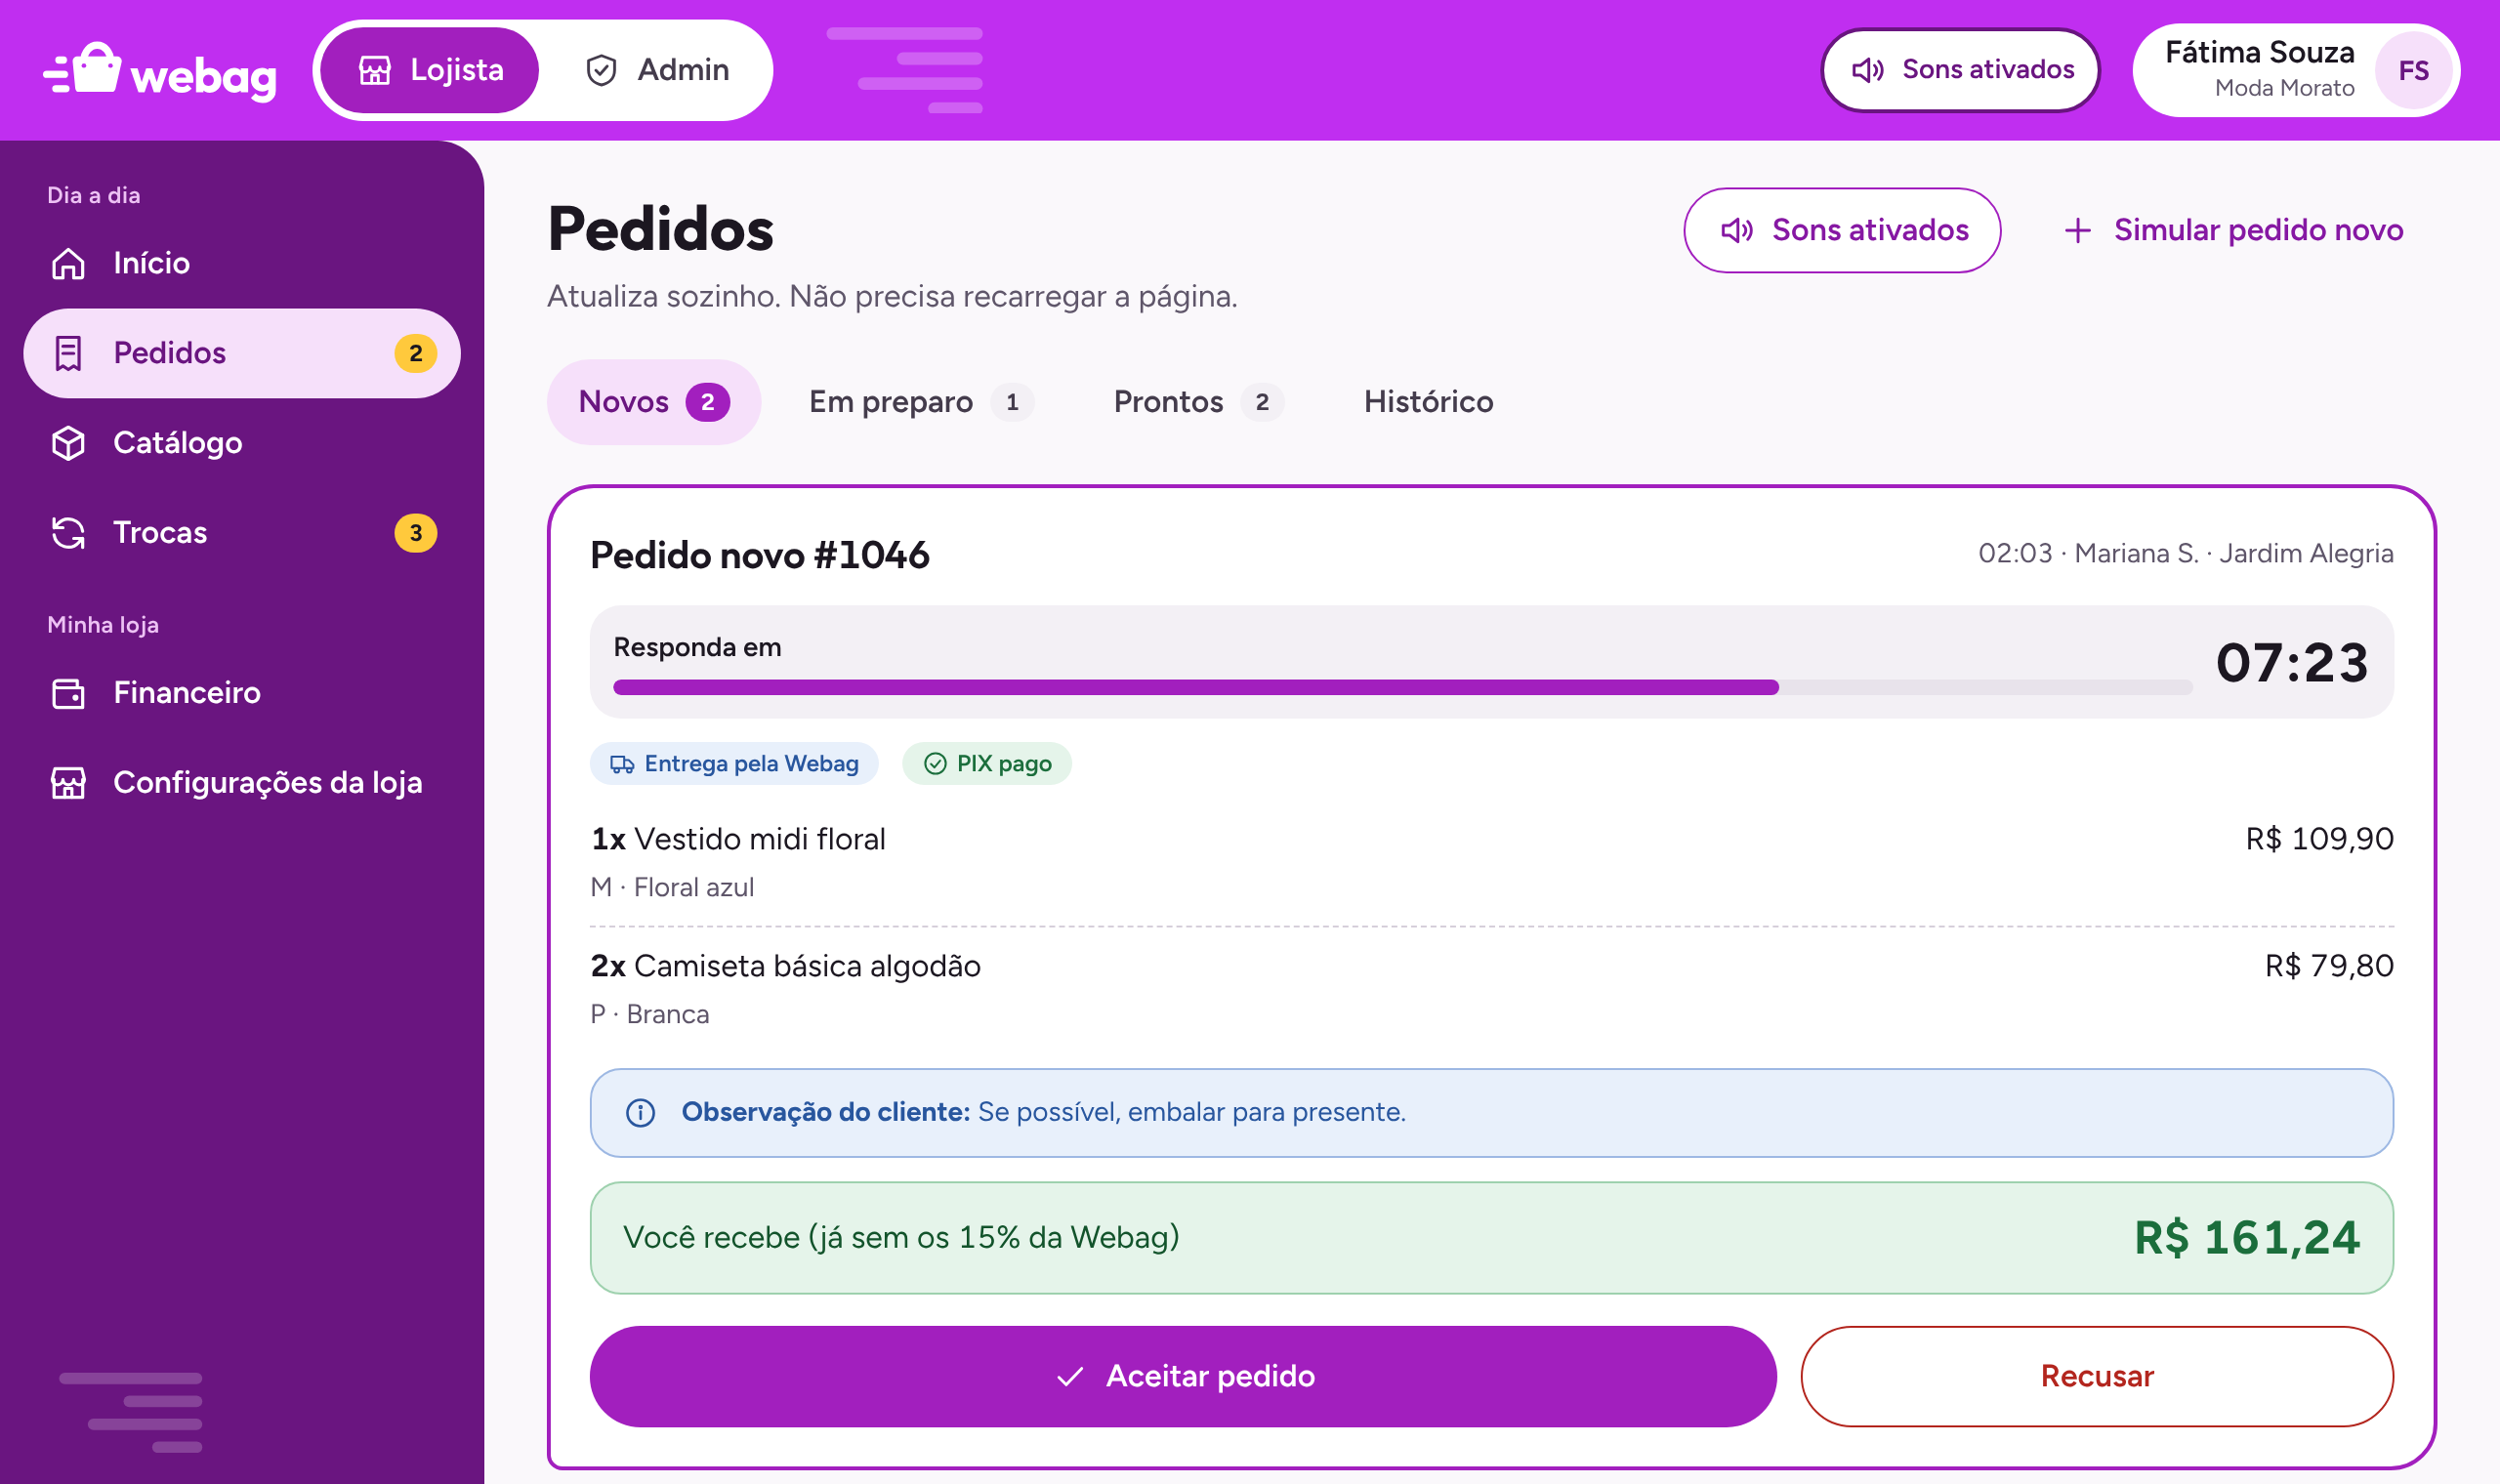 webag
Lojista
Admin
Sons ativados
Fátima Souza
Moda Morato
FS
Dia a dia
Início
Pedidos 2
Catálogo
Trocas 3
Minha loja
Financeiro
Configurações da loja
Pedidos
Sons ativados
Simular pedido novo
Atualiza sozinho. Não precisa recarregar a página.
Novos 2
Em preparo 1
Prontos 2
Histórico
Pedido novo #1046
02:03 · Mariana S. · Jardim Alegria
Responda em
07:23
Entrega pela Webag
PIX pago
1x Vestido midi floral R$ 109,90
M · Floral azul
2x Camiseta básica algodão R$ 79,80
P · Branca
Observação do cliente: Se possível, embalar para presente.
Você recebe (já sem os 15% da Webag) R$ 161,24
Aceitar pedido
Recusar